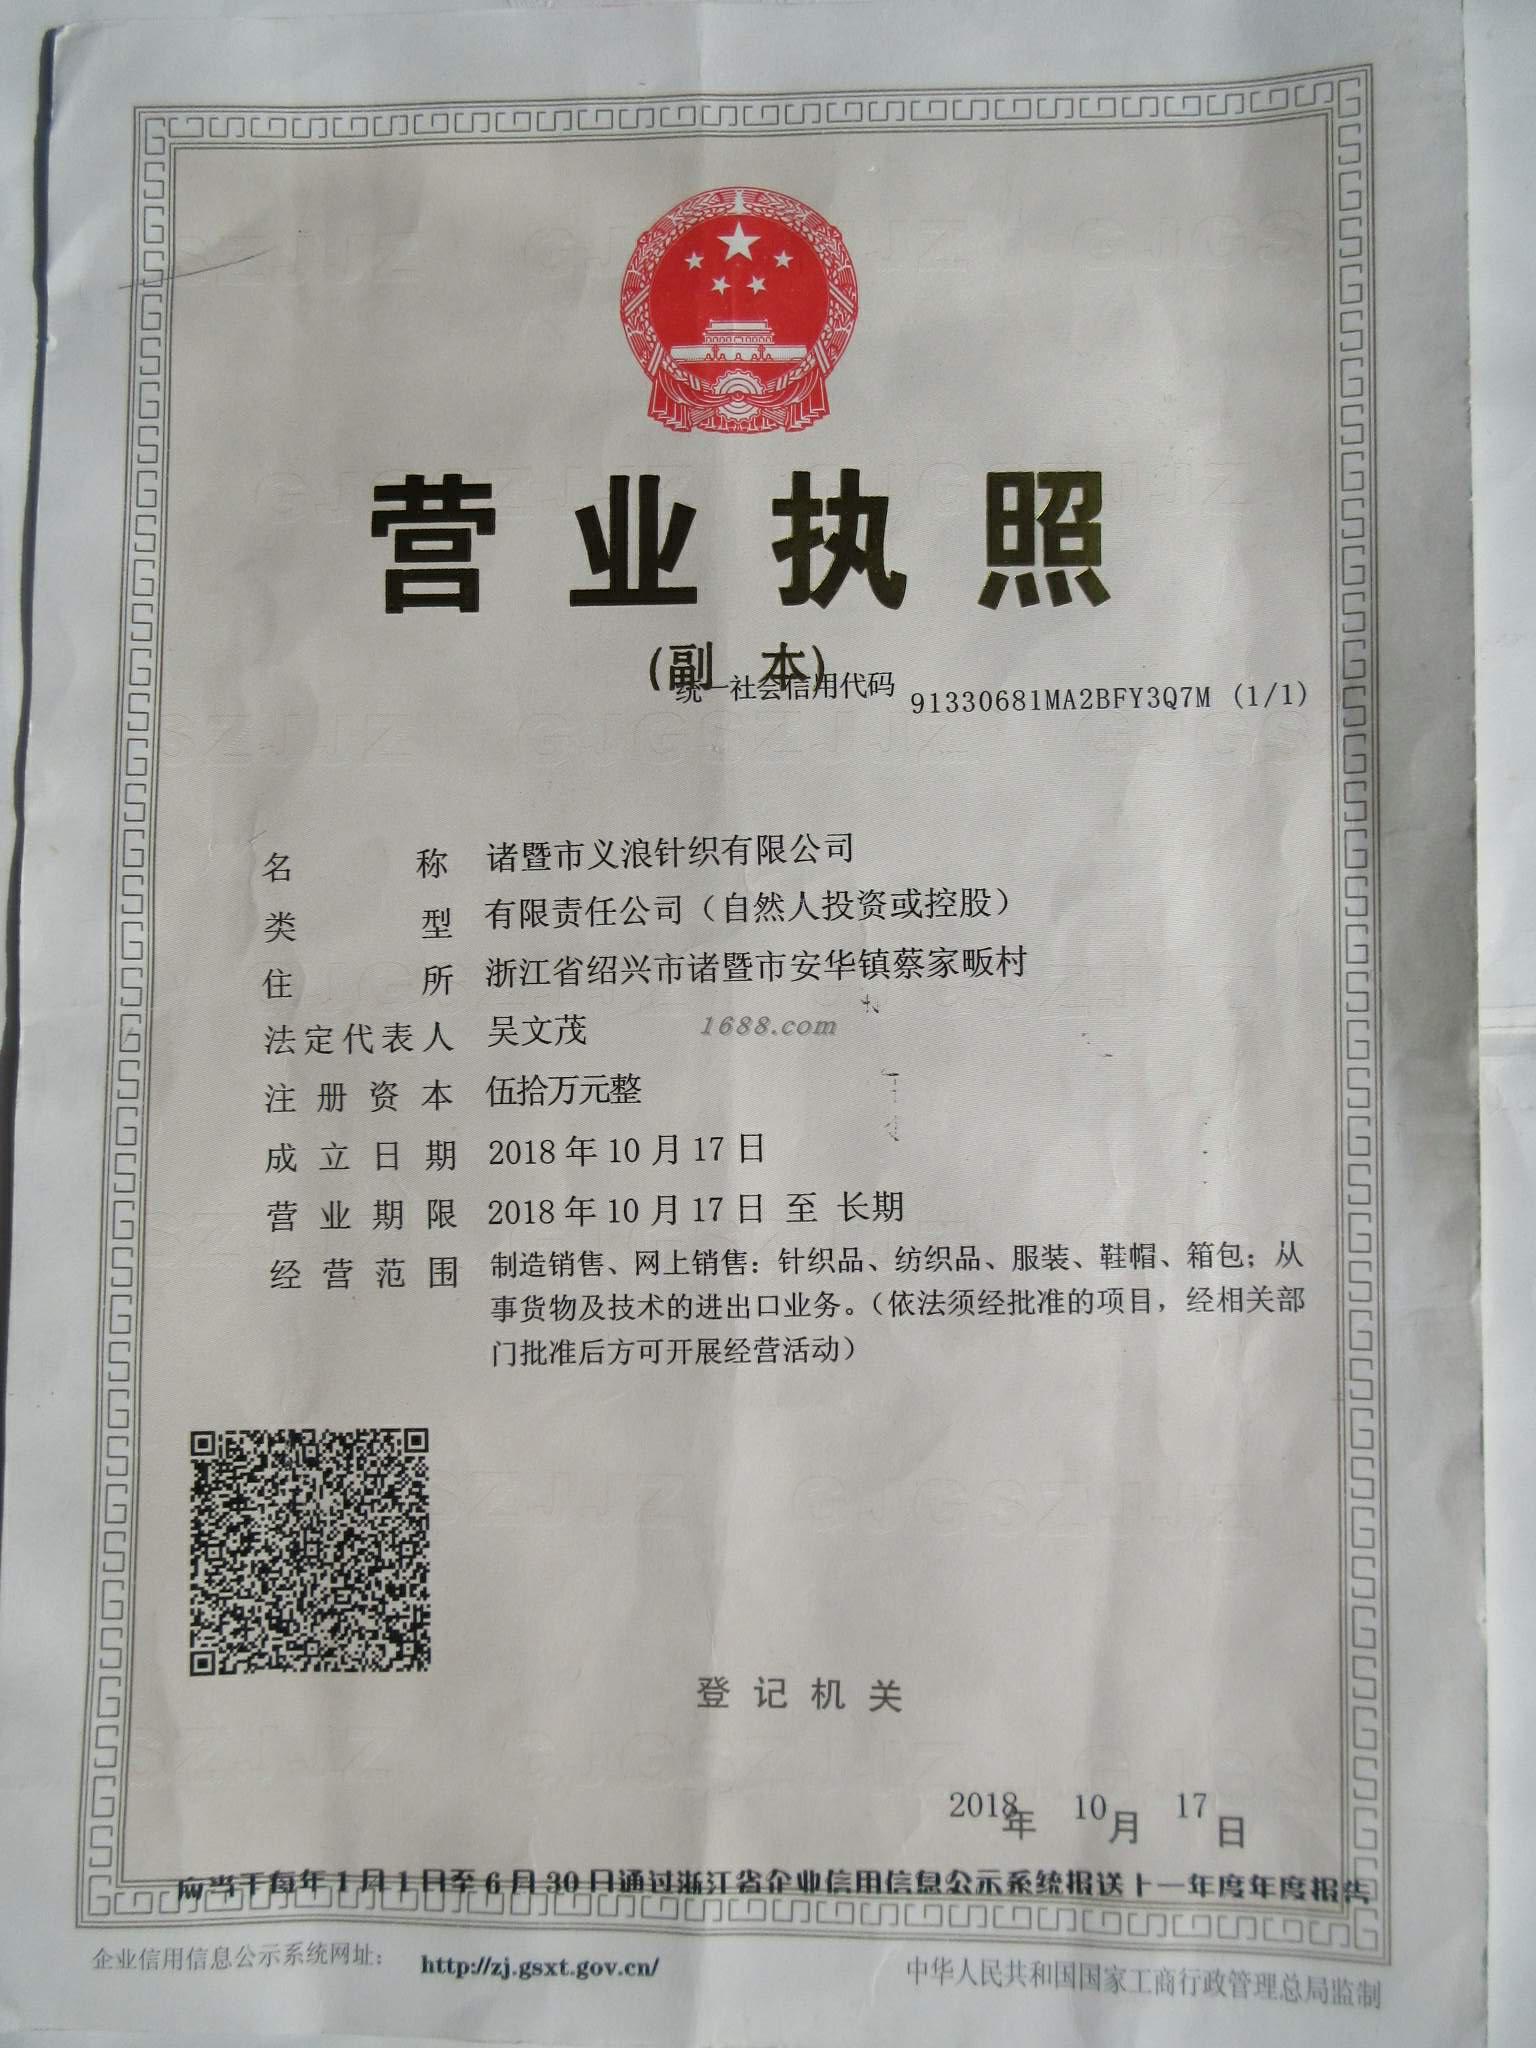 营业执照
(副 本)
统一社会信用代码 91330681MA2BFY3Q7M (1/1)
名称 诸暨市义浪针织有限公司
类型 有限责任公司（自然人投资或控股）
住所 浙江省绍兴市诸暨市安华镇蔡家畈村
法定代表人 吴文茂
1688.com
注册资本 伍拾万元整
成立日期 2018年10月17日
营业期限 2018年10月17日 至 长期
经营范围 制造销售、网上销售：针织品、纺织品、服装、鞋帽、箱包；从
事货物及技术的进出口业务。（依法须经批准的项目，经相关部
门批准后方可开展经营活动）
登记机关
2018年 10月 17日
应当于每年1月1日至6月30日通过浙江省企业信用信息公示系统报送上一年度年度报告
企业信用信息公示系统网址： http://zj.gsxt.gov.cn/
中华人民共和国国家工商行政管理总局监制